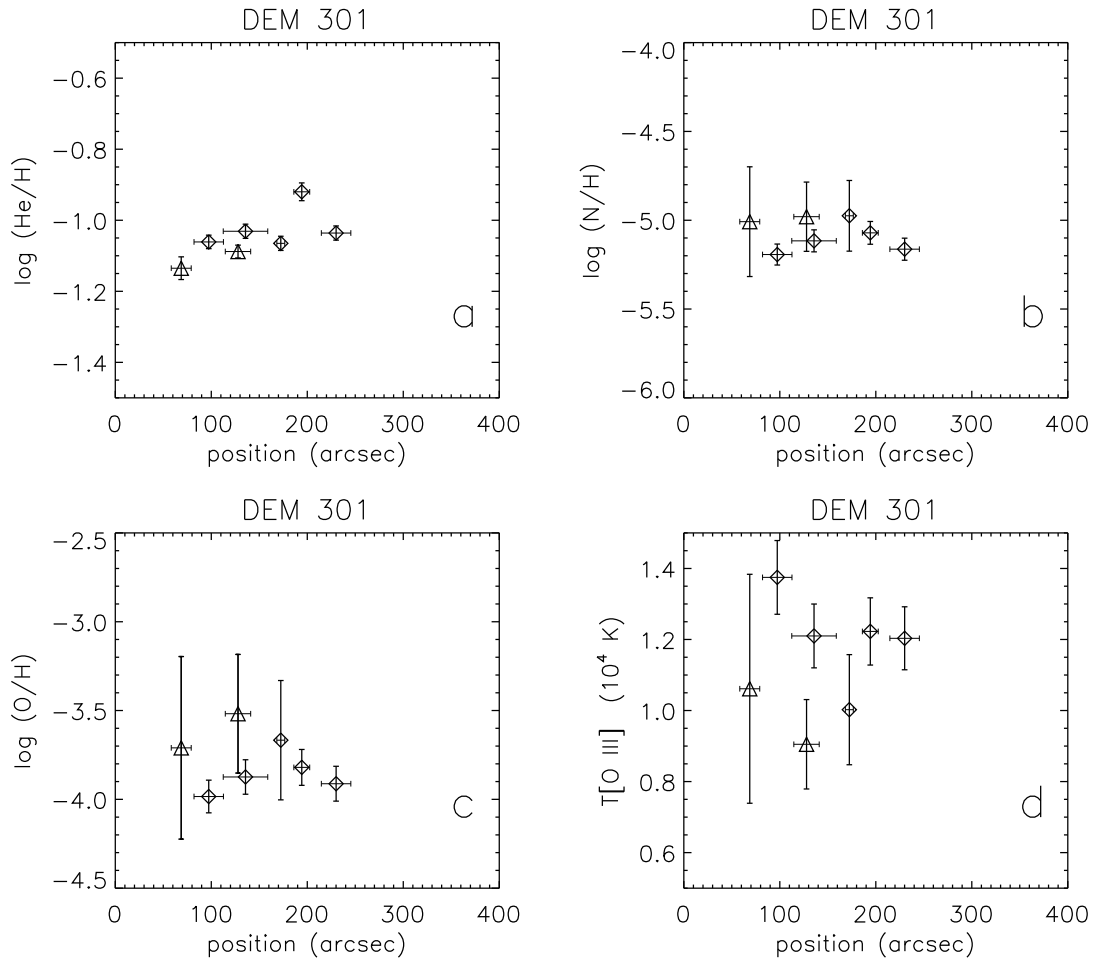 DEM 301
log (He/H)
−0.6
−0.8
−1.0
−1.2
−1.4
a
0 100 200 300 400
position (arcsec)
DEM 301
log (N/H)
−4.0
−4.5
−5.0
−5.5
−6.0
b
0 100 200 300 400
position (arcsec)
DEM 301
log (O/H)
−2.5
−3.0
−3.5
−4.0
−4.5
c
0 100 200 300 400
position (arcsec)
DEM 301
T[O III] (10⁴ K)
1.4
1.2
1.0
0.8
0.6
d
0 100 200 300 400
position (arcsec)